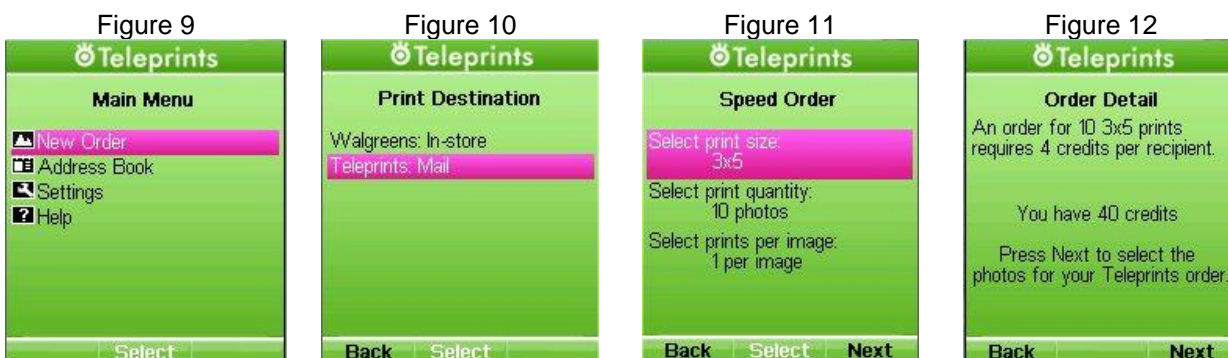 Figure 9
Teleprints
Main Menu
New Order
Address Book
Settings
Help
Select
Figure 10
Teleprints
Print Destination
Walgreens: In-store
Teleprints: Mail
Back Select
Figure 11
Teleprints
Speed Order
Select print size:
3x5
Select print quantity:
10 photos
Select prints per image:
1 per image
Back Select Next
Figure 12
Teleprints
Order Detail
An order for 10 3x5 prints
requires 4 credits per recipient.
You have 40 credits
Press Next to select the
photos for your Teleprints order.
Back Next